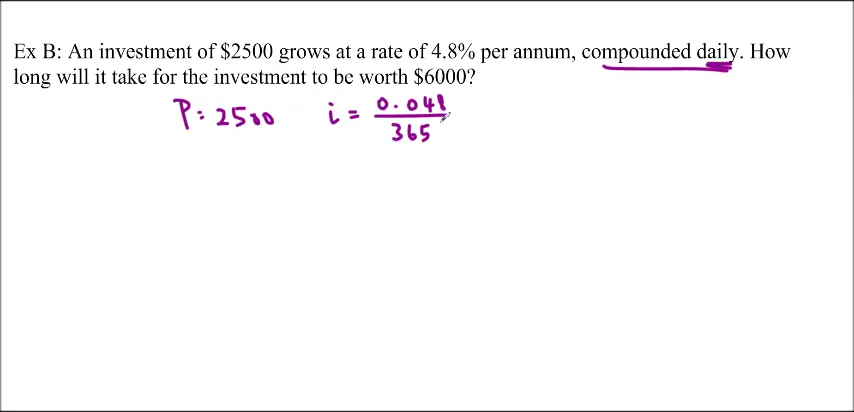 Ex B: An investment of $2500 grows at a rate of 4.8% per annum, compounded daily. How
long will it take for the investment to be worth $6000?
P: 2500 i = 0.048
365